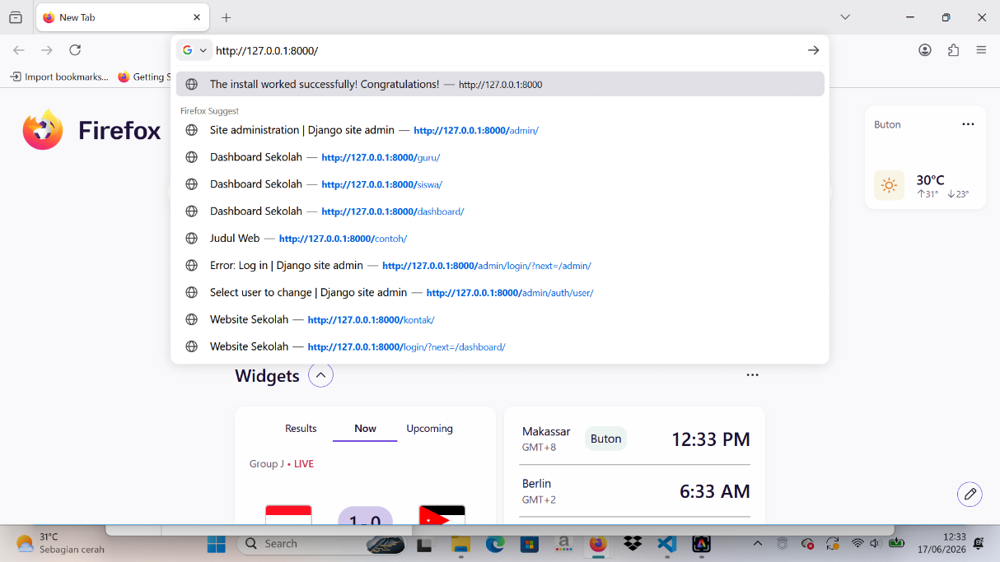 New Tab
http://127.0.0.1:8000/
Import bookmarks...
Getting S
The install worked successfully! Congratulations! — http://127.0.0.1:8000
Firefox Suggest
Site administration | Django site admin — http://127.0.0.1:8000/admin/
Dashboard Sekolah — http://127.0.0.1:8000/guru/
Dashboard Sekolah — http://127.0.0.1:8000/siswa/
Dashboard Sekolah — http://127.0.0.1:8000/dashboard/
Judul Web — http://127.0.0.1:8000/contoh/
Error: Log in | Django site admin — http://127.0.0.1:8000/admin/login/?next=/admin/
Select user to change | Django site admin — http://127.0.0.1:8000/admin/auth/user/
Website Sekolah — http://127.0.0.1:8000/kontak/
Website Sekolah — http://127.0.0.1:8000/login/?next=/dashboard/
Firefox
Buton
30°C
↑31° ↓23°
Widgets
Results Now Upcoming
Group J • LIVE
1-0
Makassar
GMT+8
Buton
12:33 PM
Berlin
GMT+2
6:33 AM
31°C
Sebagian cerah
Search
12:33
17/06/2026